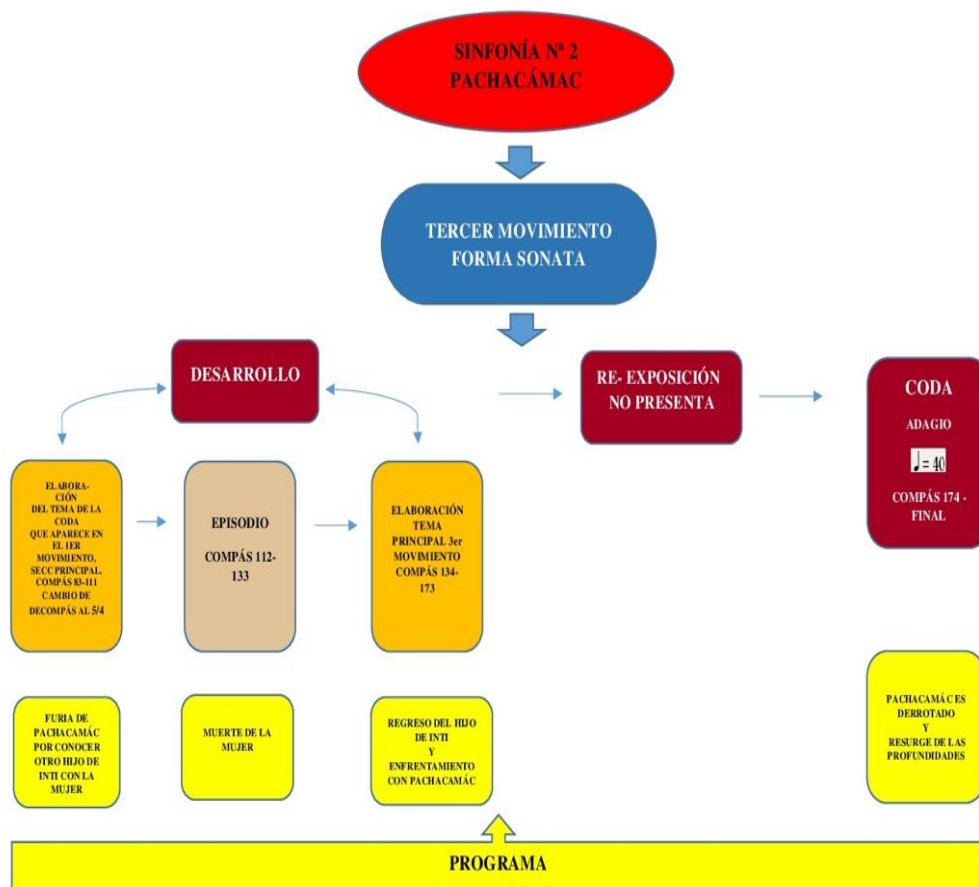 SINFONÍA Nª 2
PACHACÁMAC
TERCER MOVIMIENTO
FORMA SONATA
DESARROLLO
RE- EXPOSICIÓN
NO PRESENTA
CODA
ADAGIO
♩ = 40
COMPÁS 174 -
FINAL
ELABORA-
CIÓN
DEL TEMA DE LA
CODA
QUE APARECE EN
EL 1ER
MOVIMIENTO,
SECC PRINCIPAL.
COMPÁS 83-111
CAMBIO DE
DECOMPÁS AL 5/4
EPISODIO
COMPÁS 112-
133
ELABORACIÓN
TEMA
PRINCIPAL 3er
MOVIMIENTO
COMPÁS 134-
173
FURIA DE
PACHACAMÁC
POR CONOCER
OTRO HIJO DE
INTI CON LA
MUJER
MUERTE DE LA
MUJER
REGRESO DEL HIJO
DE INTI
Y
ENFRENTAMIENTO
CON PACHACAMÁC
PACHACAMÁC ES
DERROTADO
Y
RESURGE DE LAS
PROFUNDIDADES
PROGRAMA